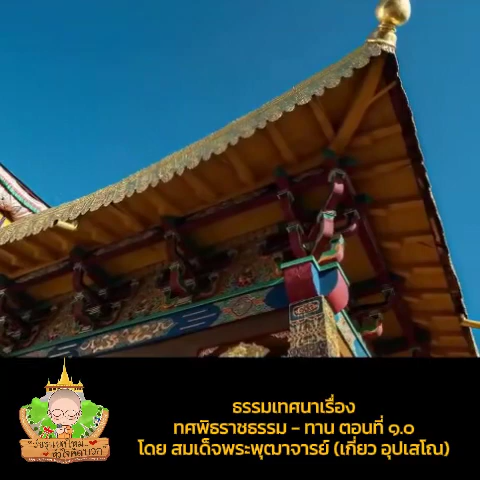 ธรรมเทศนาเรื่อง
ทศพิธราชธรรม - ทาน ตอนที่ ๑.๐
โดย สมเด็จพระพุฒาจารย์ (เกี่ยว อุปเสโณ)